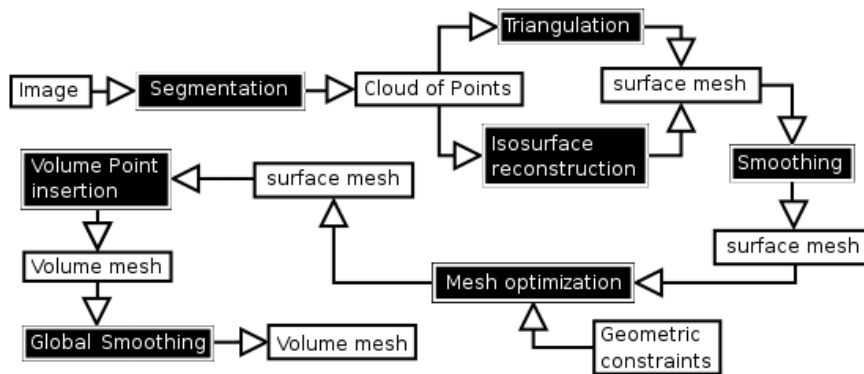 Image
Segmentation
Cloud of Points
Triangulation
Isosurface
reconstruction
surface mesh
Smoothing
surface mesh
Geometric
constraints
Mesh optimization
surface mesh
Volume Point
insertion
Volume mesh
Global Smoothing
Volume mesh